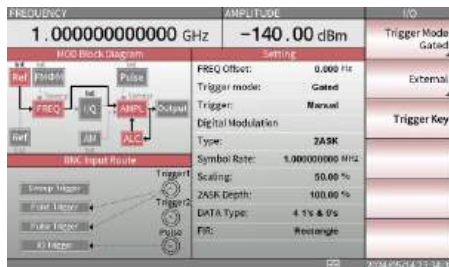 FREQUENCY
AMPLITUDE
I/Q
1.000000000000 GHz
-140.00 dBm
MOD Block Diagram
Setting
Int
Ref
FMΦM
Pulse
FREQ
I/Q
AMPL
Output
Ref
AM
ALC
FREQ Offset: 0.000 Hz
Trigger mode: Gated
Trigger: Manual
Digital Modulation
Type: 2ASK
Symbol Rate: 1.000000000 MHz
Scaling: 50.00 %
2ASK Depth: 100.00 %
DATA Type: 4 1's & 0's
FIR: Rectangle
BNC Input Route
Sweep Trigger
Point Trigger
Pulse Trigger
IQ Trigger
Trigger1
Trigger2
Pulse
Trigger Mode
Gated
External
Trigger Key